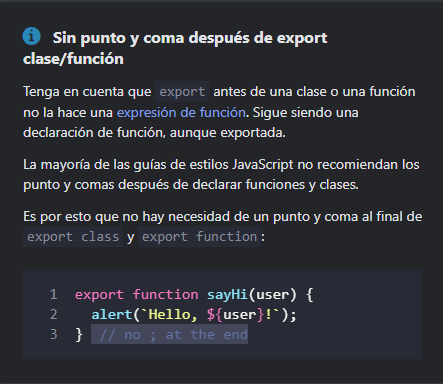 Sin punto y coma después de export
clase/función
Tenga en cuenta que export antes de una clase o una función
no la hace una expresión de función. Sigue siendo una
declaración de función, aunque exportada.
La mayoría de las guías de estilos JavaScript no recomiendan los
punto y comas después de declarar funciones y clases.
Es por esto que no hay necesidad de un punto y coma al final de
export class y export function:
1 export function sayHi(user) {
2 alert(`Hello, ${user}!`);
3 } // no ; at the end